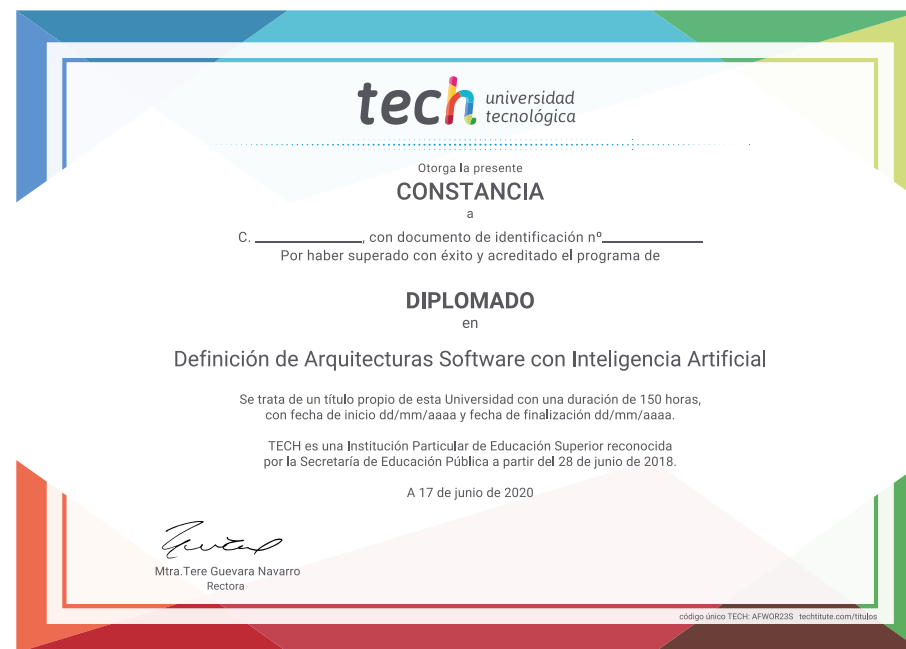 tech universidad
tecnológica
Otorga la presente
CONSTANCIA
a
C. ____________, con documento de identificación nº____________
Por haber superado con éxito y acreditado el programa de
DIPLOMADO
en
Definición de Arquitecturas Software con Inteligencia Artificial
Se trata de un título propio de esta Universidad con una duración de 150 horas,
con fecha de inicio dd/mm/aaaa y fecha de finalización dd/mm/aaaa.
TECH es una Institución Particular de Educación Superior reconocida
por la Secretaría de Educación Pública a partir del 28 de junio de 2018.
A 17 de junio de 2020
Mtra.Tere Guevara Navarro
Rectora
código único TECH: AFWOR23S techtitute.com/titulos